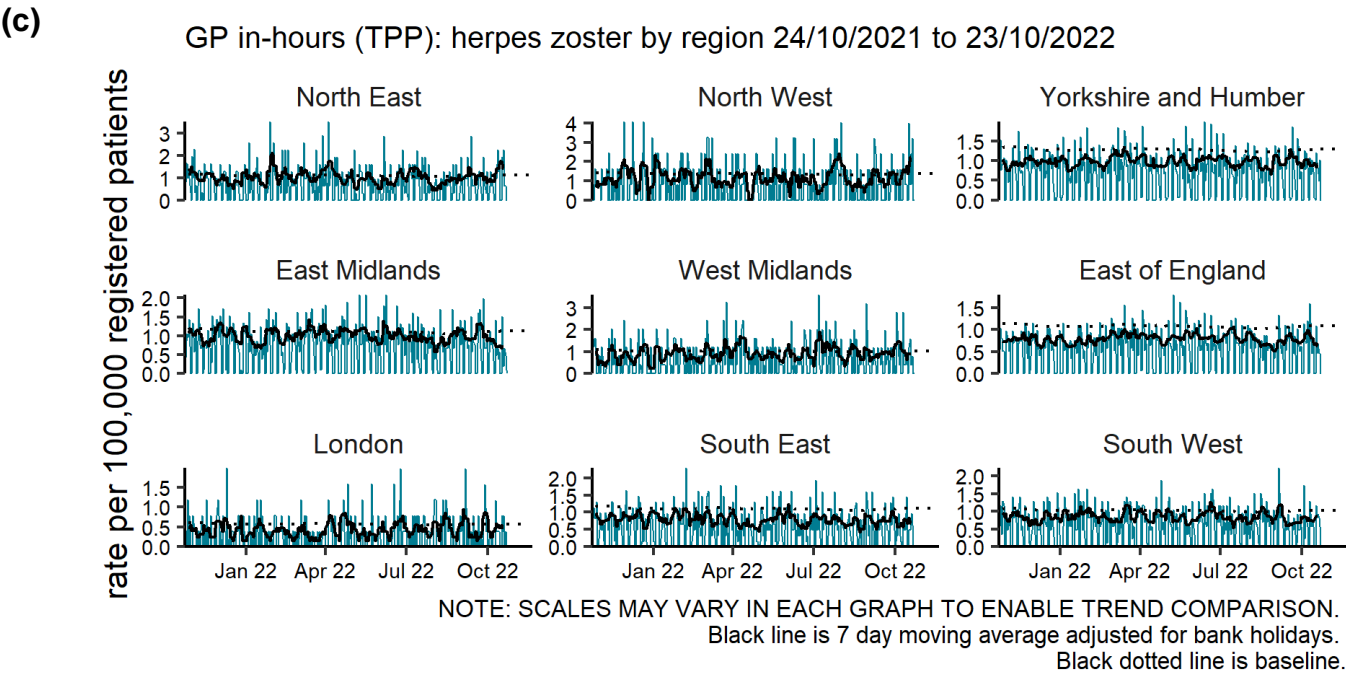 (c)
GP in-hours (TPP): herpes zoster by region 24/10/2021 to 23/10/2022
rate per 100,000 registered patients
North East
3
2
1
0
North West
4
3
2
1
0
Yorkshire and Humber
1.5
1.0
0.5
0.0
East Midlands
2.0
1.5
1.0
0.5
0.0
West Midlands
3
2
1
0
East of England
1.5
1.0
0.5
0.0
London
1.5
1.0
0.5
0.0
Jan 22 Apr 22 Jul 22 Oct 22
South East
2.0
1.5
1.0
0.5
0.0
Jan 22 Apr 22 Jul 22 Oct 22
South West
2.0
1.5
1.0
0.5
0.0
Jan 22 Apr 22 Jul 22 Oct 22
NOTE: SCALES MAY VARY IN EACH GRAPH TO ENABLE TREND COMPARISON.
Black line is 7 day moving average adjusted for bank holidays.
Black dotted line is baseline.